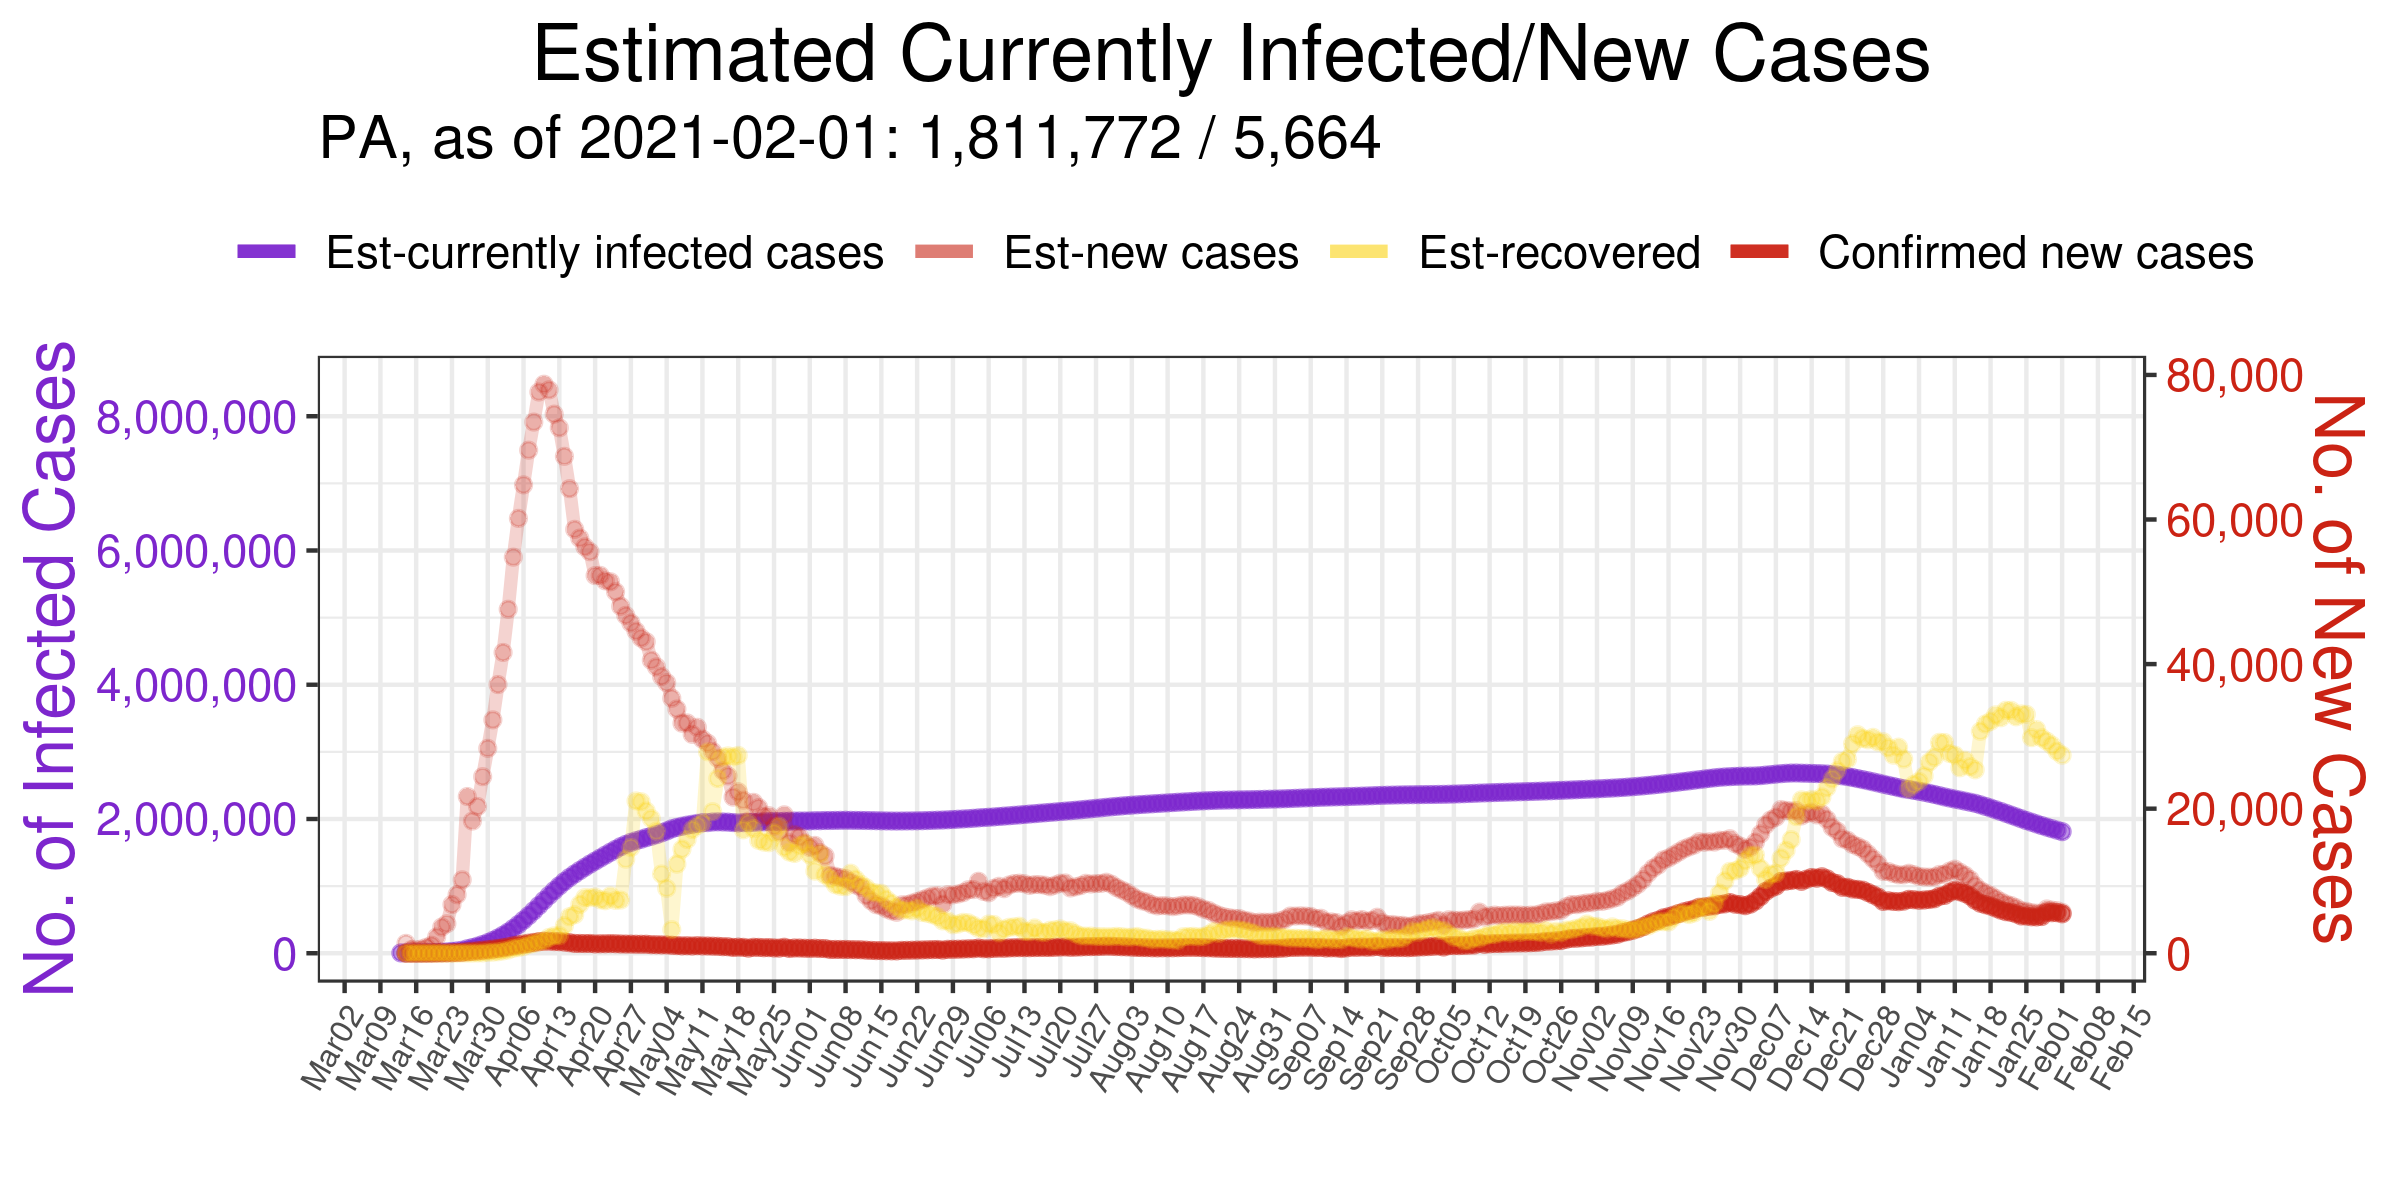 Estimated Currently Infected/New Cases
PA, as of 2021-02-01: 1,811,772 / 5,664
Est-currently infected cases
Est-new cases
Est-recovered
Confirmed new cases
No. of Infected Cases
8,000,000
6,000,000
4,000,000
2,000,000
0
80,000
60,000
40,000
20,000
0
No. of New Cases
Mar02
Mar09
Mar16
Mar23
Mar30
Apr06
Apr13
Apr20
Apr27
May04
May11
May18
May25
Jun01
Jun08
Jun15
Jun22
Jun29
Jul06
Jul13
Jul20
Jul27
Aug03
Aug10
Aug17
Aug24
Aug31
Sep07
Sep14
Sep21
Sep28
Oct05
Oct12
Oct19
Oct26
Nov02
Nov09
Nov16
Nov23
Nov30
Dec07
Dec14
Dec21
Dec28
Dec04
Jan11
Jan18
Jan25
Feb01
Feb08
Feb15